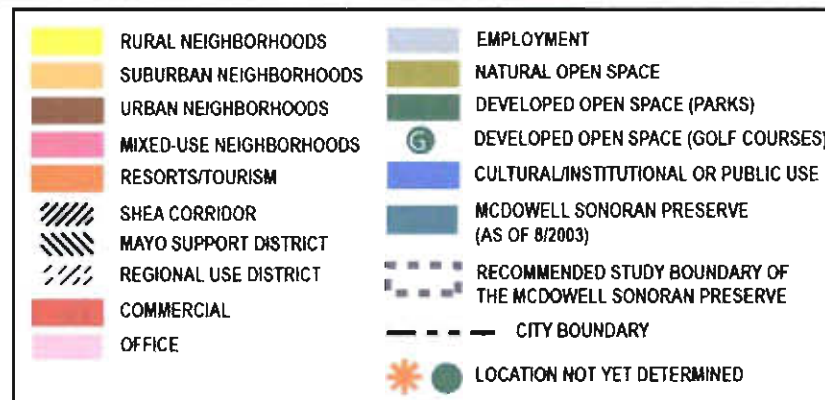 RURAL NEIGHBORHOODS
SUBURBAN NEIGHBORHOODS
URBAN NEIGHBORHOODS
MIXED-USE NEIGHBORHOODS
RESORTS/TOURISM
SHEA CORRIDOR
MAYO SUPPORT DISTRICT
REGIONAL USE DISTRICT
COMMERCIAL
OFFICE
EMPLOYMENT
NATURAL OPEN SPACE
DEVELOPED OPEN SPACE (PARKS)
G DEVELOPED OPEN SPACE (GOLF COURSES)
CULTURAL/INSTITUTIONAL OR PUBLIC USE
MCDOWELL SONORAN PRESERVE
(AS OF 8/2003)
RECOMMENDED STUDY BOUNDARY OF
THE MCDOWELL SONORAN PRESERVE
CITY BOUNDARY
LOCATION NOT YET DETERMINED